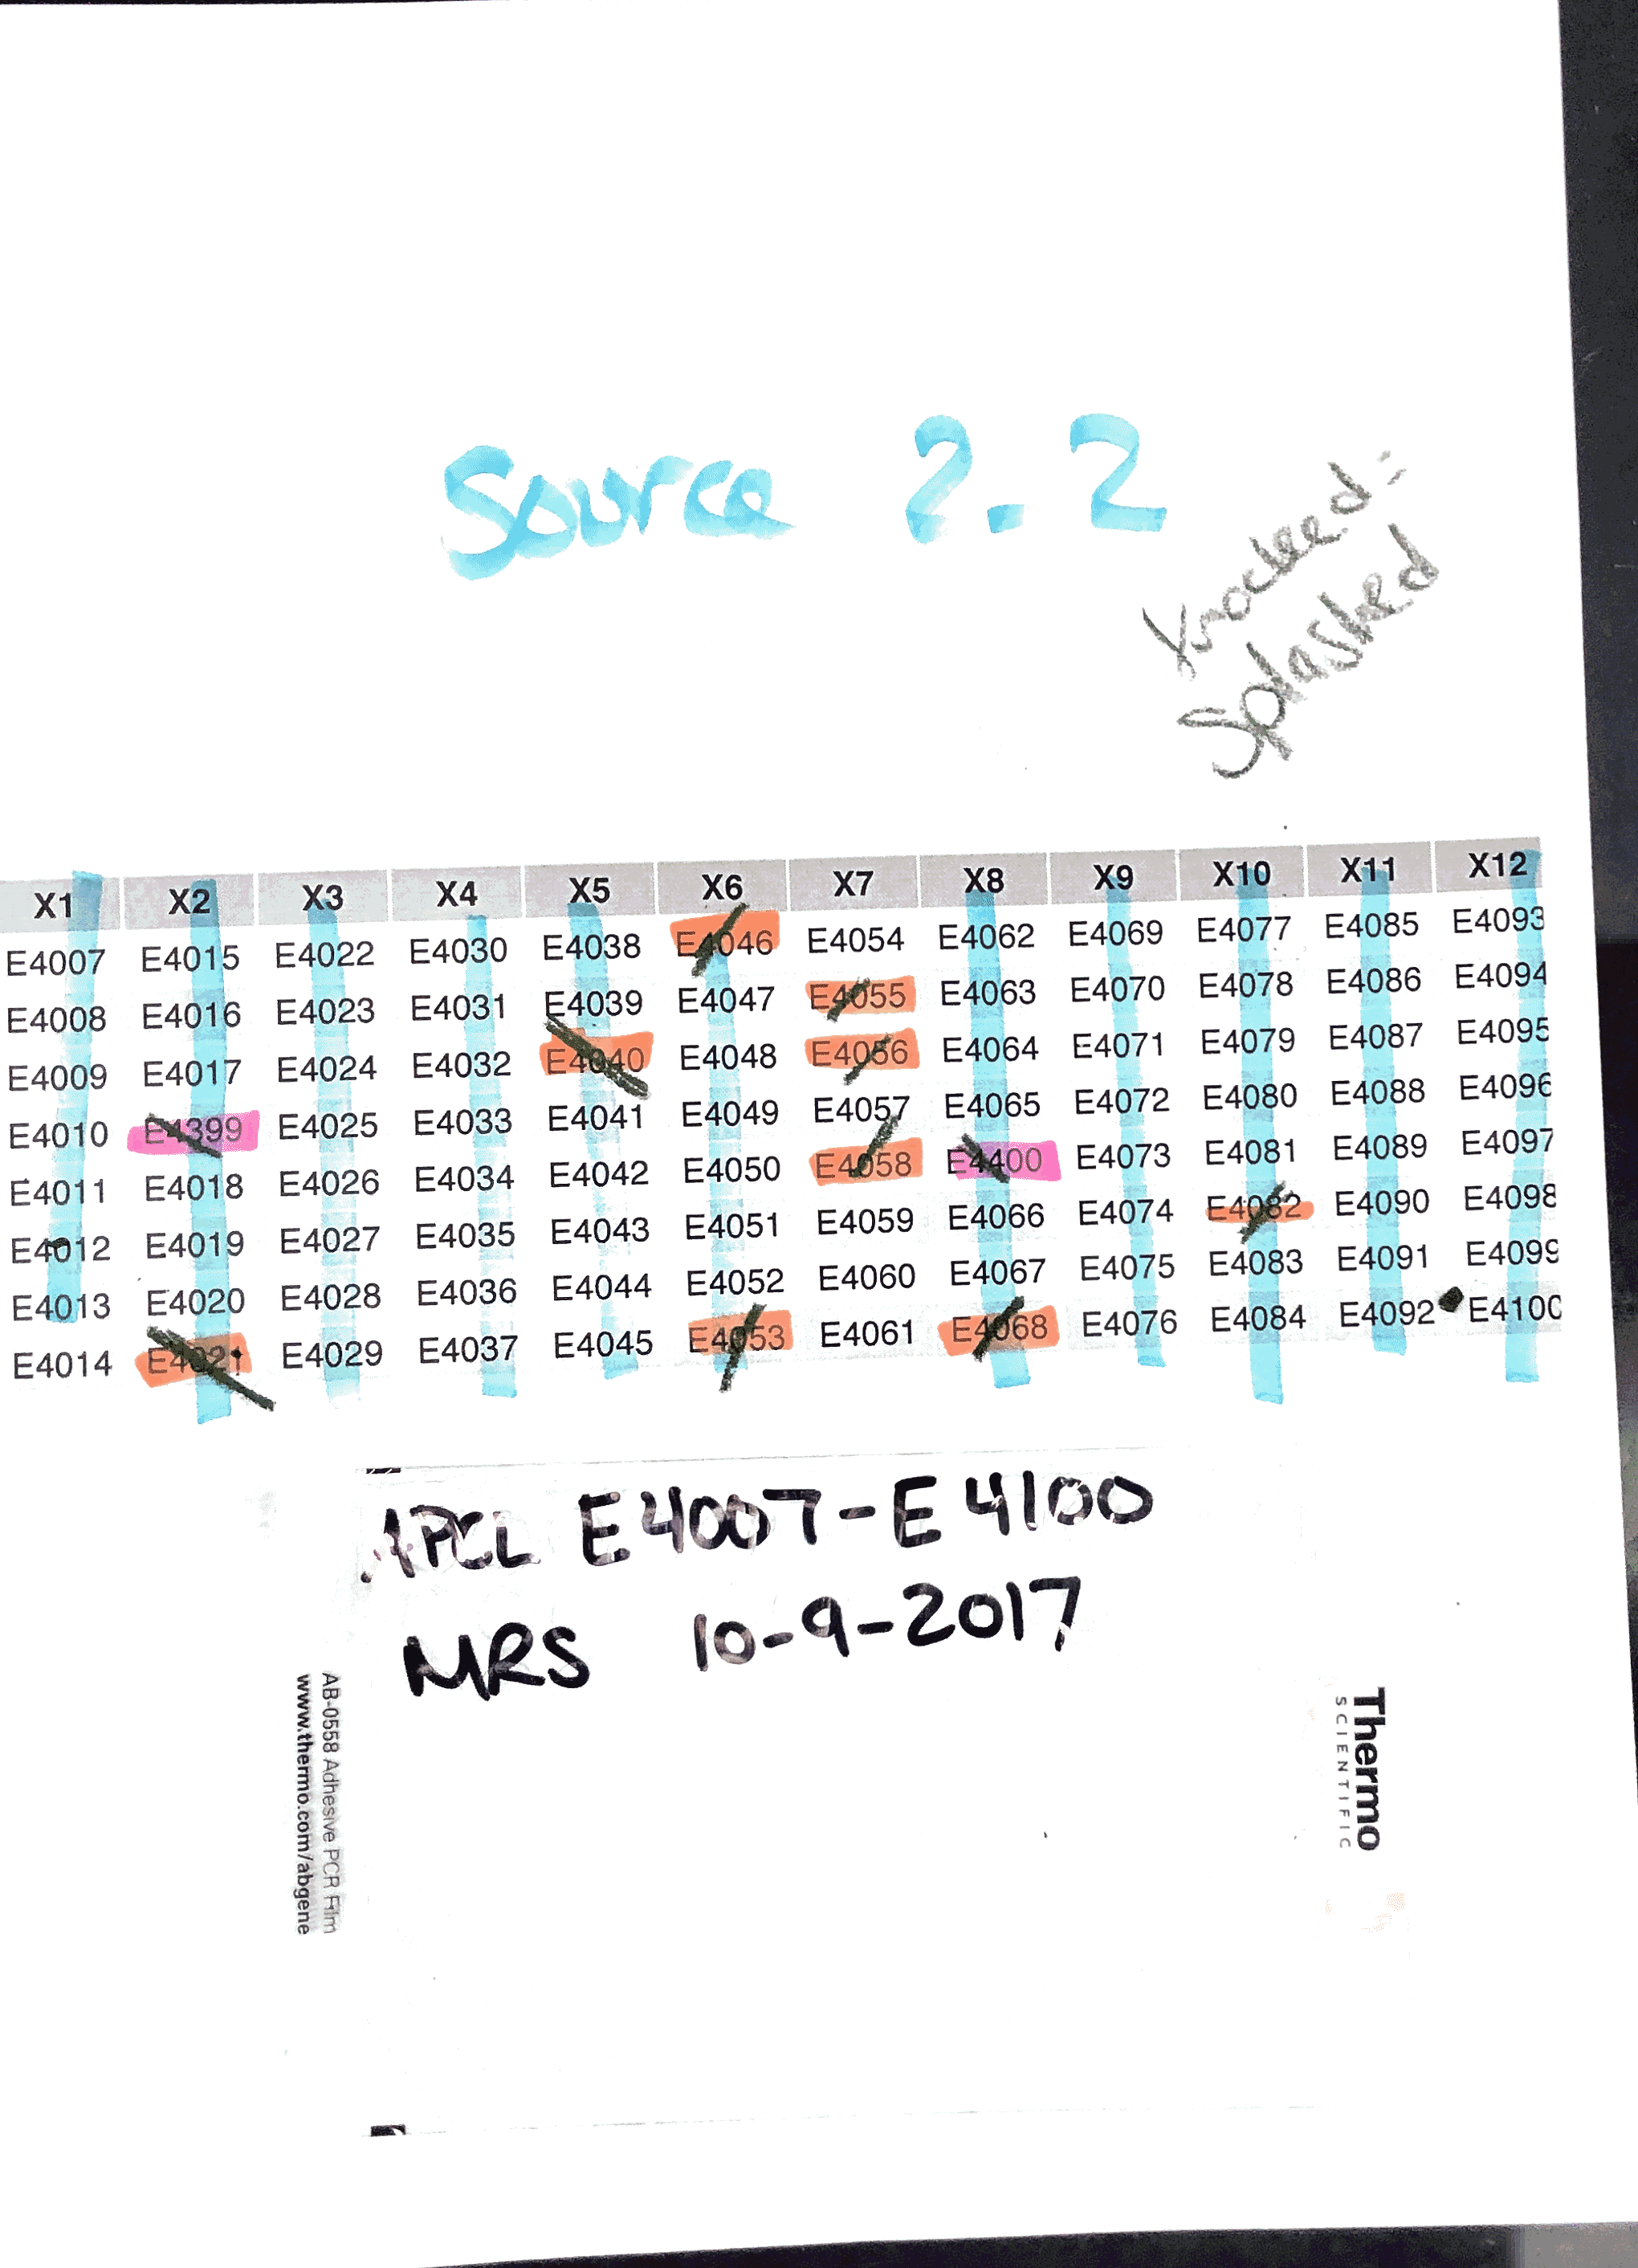 Source 2.2
Knocked:
Splashed
X1 X2 X3 X4 X5 X6 X7 X8 X9 X10 X11 X12
E4007 E4015 E4022 E4030 E4038 E4046 E4054 E4062 E4069 E4077 E4085 E4093
E4008 E4016 E4023 E4031 E4039 E4047 E4055 E4063 E4070 E4078 E4086 E4094
E4009 E4017 E4024 E4032 E4040 E4048 E4056 E4064 E4071 E4079 E4087 E4095
E4010 E4399 E4025 E4033 E4041 E4049 E4057 E4065 E4072 E4080 E4088 E4096
E4011 E4018 E4026 E4034 E4042 E4050 E4058 E4400 E4073 E4081 E4089 E4097
E4012 E4019 E4027 E4035 E4043 E4051 E4059 E4066 E4074 E4082 E4090 E4098
E4013 E4020 E4028 E4036 E4044 E4052 E4060 E4067 E4075 E4083 E4091 E4099
E4014 E4021 E4029 E4037 E4045 E4053 E4061 E4068 E4076 E4084 E4092 E4100
APCL E4007-E4100
MRS 10-9-2017
AB-0558 Adhesive PCR Film
www.thermo.com/abgene
Thermo
SCIENTIFIC